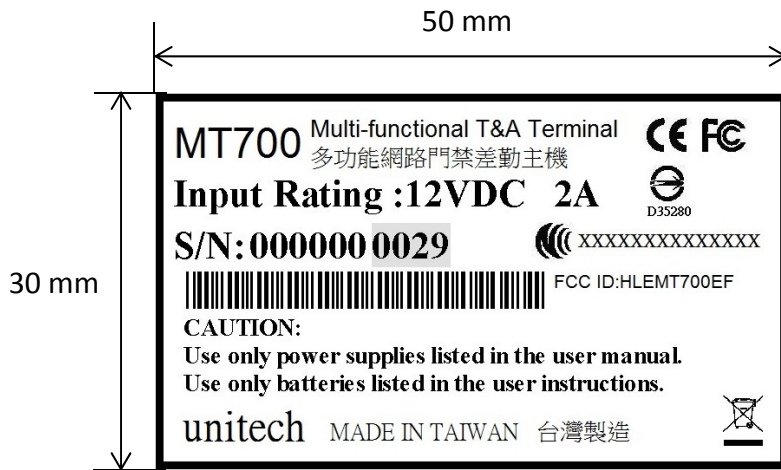 50 mm
30 mm
MT700 Multi-functional T&A Terminal
多功能網路門禁差勤主機
CE FC
Input Rating :12VDC 2A
D35280
S/N: 0000000 0029
XXXXXXXXXXXXXX
FCC ID:HLEMT700EF
CAUTION:
Use only power supplies listed in the user manual.
Use only batteries listed in the user instructions.
unitech MADE IN TAIWAN 台灣製造